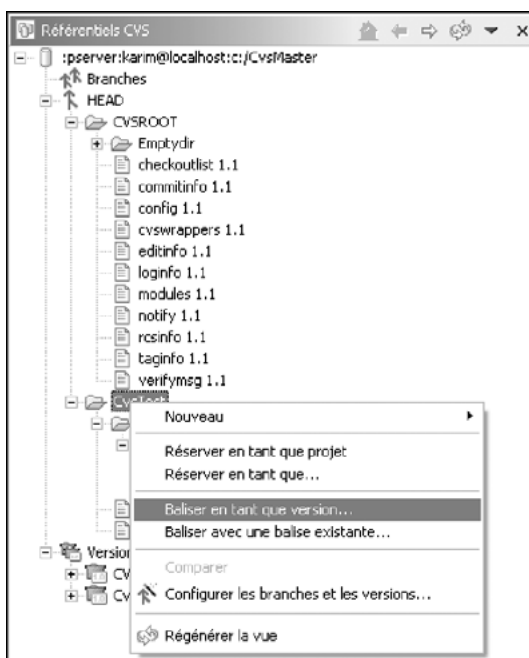 Référentiels CVS
:pserver:karim@localhost:c:/CvsMaster
Branches
HEAD
CVSROOT
Emptydir
checkoutlist 1.1
commitinfo 1.1
config 1.1
cvswrappers 1.1
editinfo 1.1
loginfo 1.1
modules 1.1
notify 1.1
rcsinfo 1.1
taginfo 1.1
verifymsg 1.1
Nouveau
Réserver en tant que projet
Réserver en tant que...
Baliser en tant que version...
Baliser avec une balise existante...
Version
Comparer
CV
Cv
Configurer les branches et les versions...
Régénérer la vue